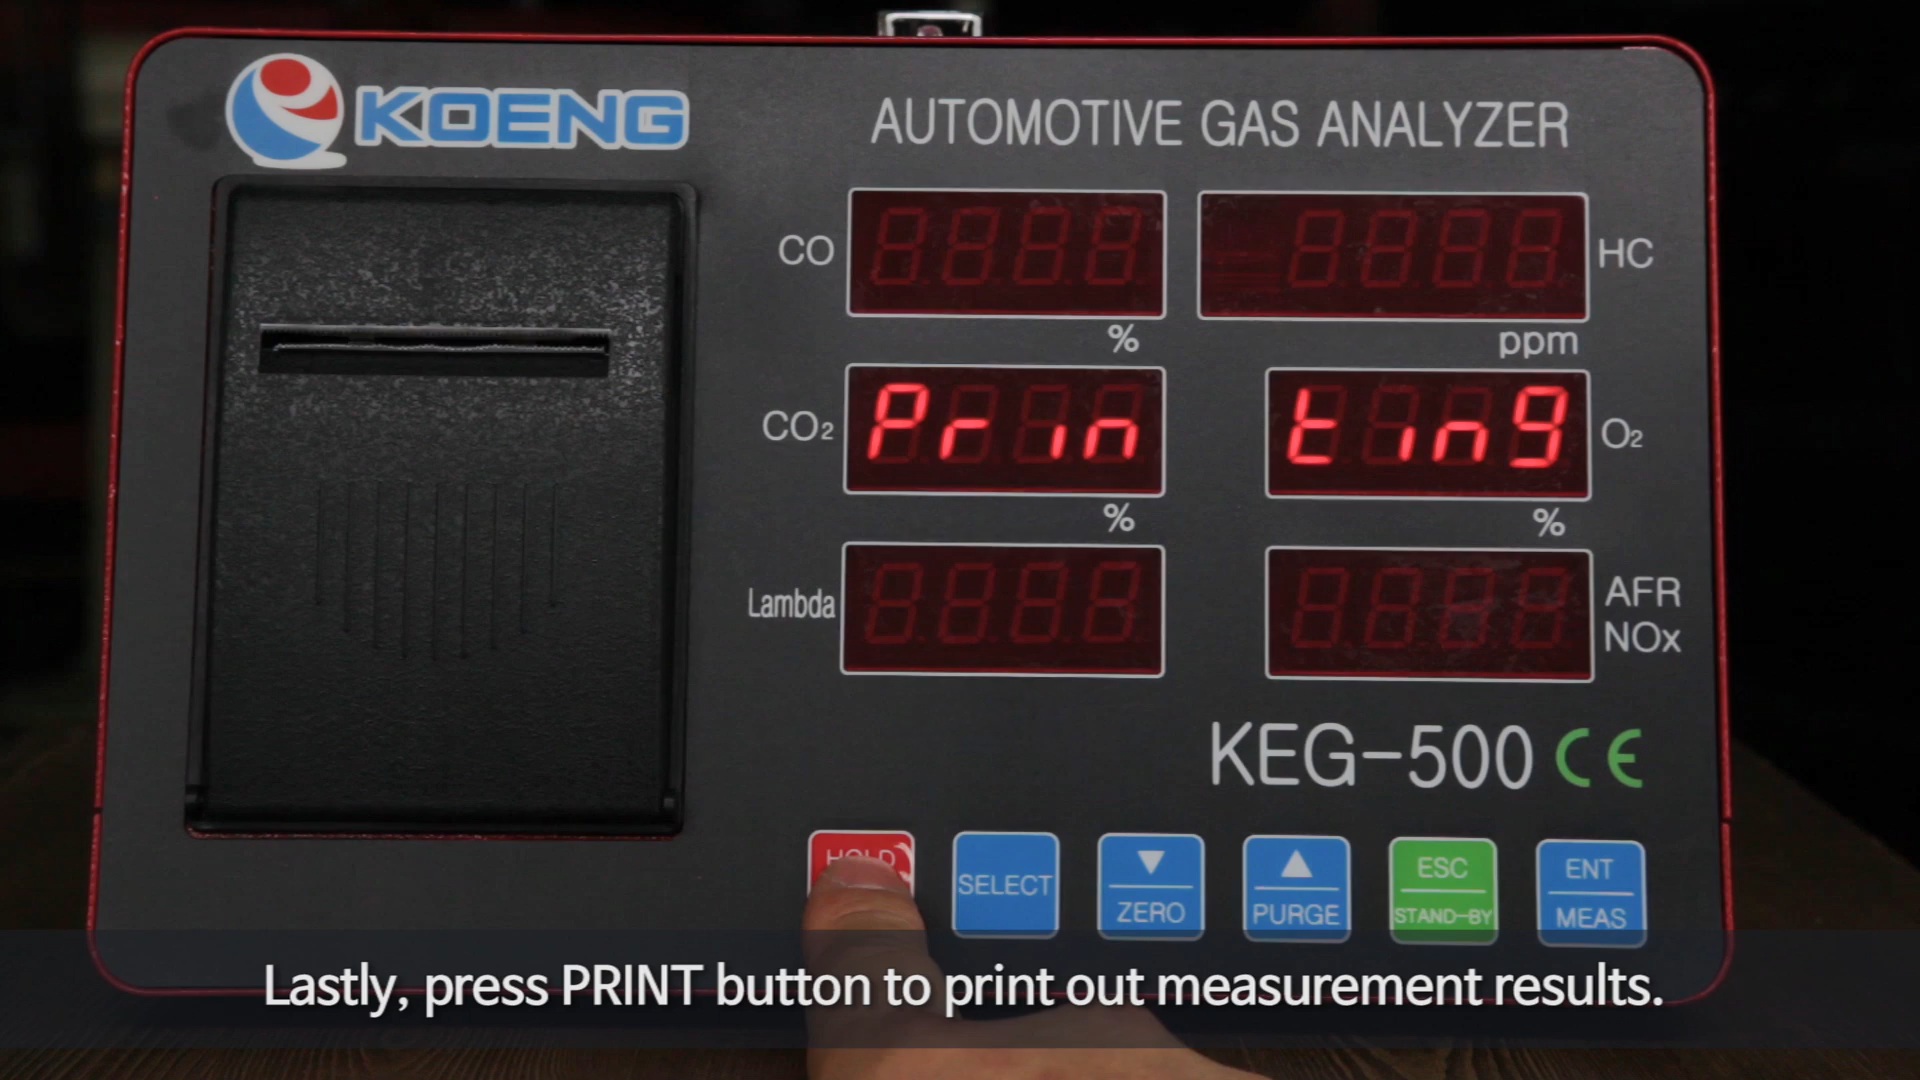 KOENG
AUTOMOTIVE GAS ANALYZER
CO
HC
%
ppm
CO₂
Prin
ting
O₂
%
%
Lambda
AFR
NOx
KEG-500 CE
HOLD
SELECT
▼
ZERO
▲
PURGE
ESC
STAND-BY
ENT
MEAS
Lastly, press PRINT button to print out measurement results.